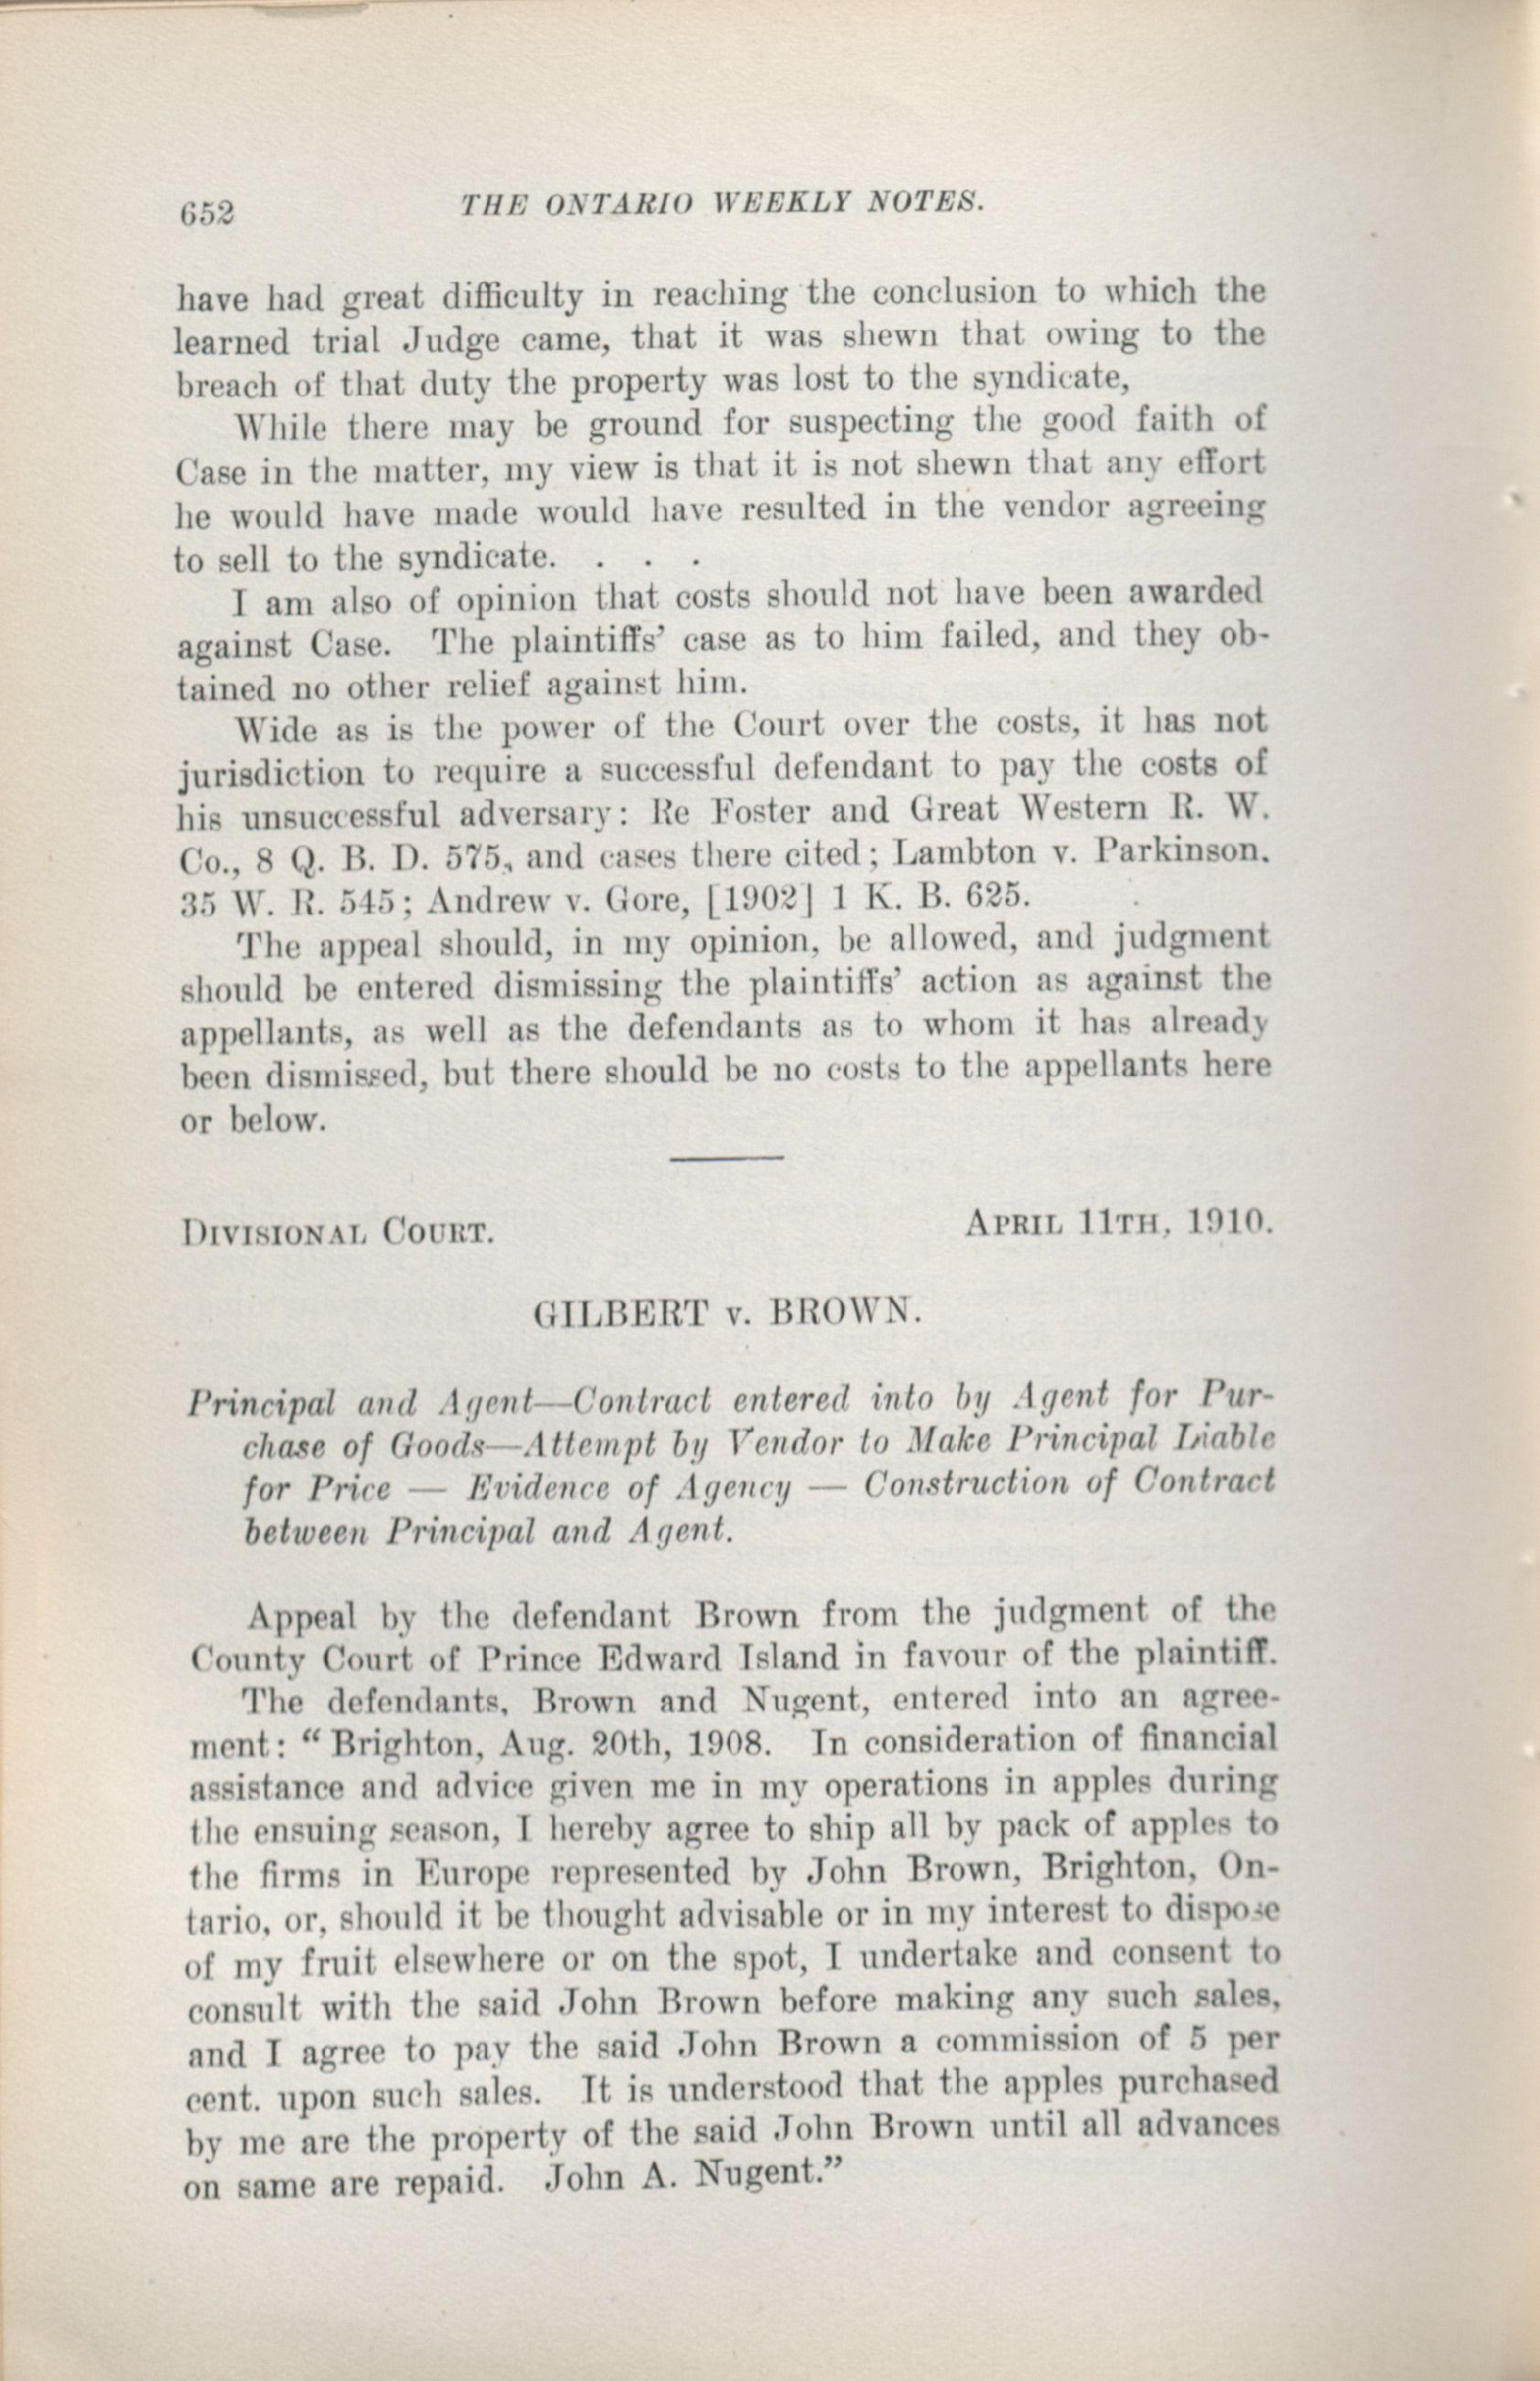 652
THE ONTARIO WEEKLY NOTES.
have had great difficulty in reaching the conclusion to which the
learned trial Judge came, that it was shewn that owing to the
breach of that duty the property was lost to the syndicate,
While there may be ground for suspecting the good faith of
Case in the matter, my view is that it is not shewn that any effort
he would have made would have resulted in the vendor agreeing
to sell to the syndicate. . . .
I am also of opinion that costs should not have been awarded
against Case. The plaintiffs' case as to him failed, and they ob-
tained no other relief against him.
Wide as is the power of the Court over the costs, it has not
jurisdiction to require a successful defendant to pay the costs of
his unsuccessful adversary: Re Foster and Great Western R. W.
Co., 8 Q. B. D. 575, and cases there cited; Lambton v. Parkinson.
35 W. R. 545; Andrew v. Gore, [1902] 1 K. B. 625.
The appeal should, in my opinion, be allowed, and judgment
should be entered dismissing the plaintiffs' action as against the
appellants, as well as the defendants as to whom it has already
been dismissed, but there should be no costs to the appellants here
or below.
DIVISIONAL COURT. APRIL 11TH, 1910.
GILBERT v. BROWN.
Principal and Agent—Contract entered into by Agent for Pur-
chase of Goods—Attempt by Vendor to Make Principal Liable
for Price — Evidence of Agency — Construction of Contract
between Principal and Agent.
Appeal by the defendant Brown from the judgment of the
County Court of Prince Edward Island in favour of the plaintiff.
The defendants, Brown and Nugent, entered into an agree-
ment: "Brighton, Aug. 20th, 1908. In consideration of financial
assistance and advice given me in my operations in apples during
the ensuing season, I hereby agree to ship all by pack of apples to
the firms in Europe represented by John Brown, Brighton, On-
tario, or, should it be thought advisable or in my interest to dispose
of my fruit elsewhere or on the spot, I undertake and consent to
consult with the said John Brown before making any such sales,
and I agree to pay the said John Brown a commission of 5 per
cent. upon such sales. It is understood that the apples purchased
by me are the property of the said John Brown until all advances
on same are repaid. John A. Nugent."